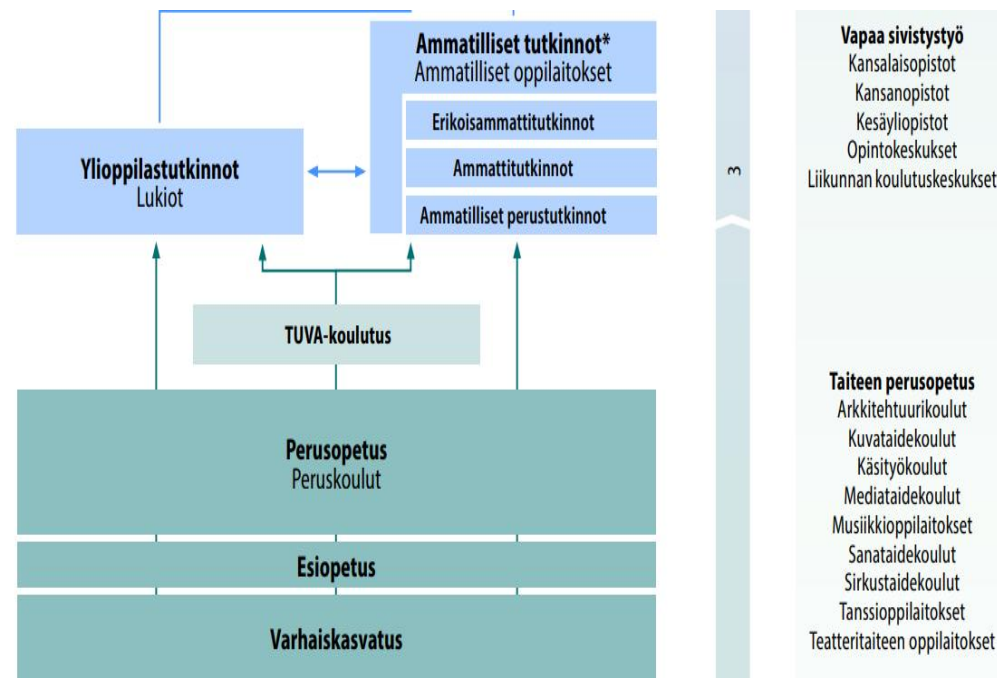 Ammatilliset tutkinnot*
Ammatilliset oppilaitokset
Erikoisammattitutkinnot
Ammattitutkinnot
Ammatilliset perustutkinnot
Ylioppilastutkinnot
Lukiot
TUVA-koulutus
Perusopetus
Peruskoulut
Esiopetus
Varhaiskasvatus
3
Vapaa sivistystyö
Kansalaisopistot
Kansanopistot
Kesäyliopistot
Opintokeskukset
Liikunnan koulutuskeskukset
Taiteen perusopetus
Arkkitehtuurikoulut
Kuvataidekoulut
Käsityökoulut
Mediataidekoulut
Musiikkioppilaitokset
Sanataidekoulut
Sirkustaidekoulut
Tanssioppilaitokset
Teatteritaiteen oppilaitokset